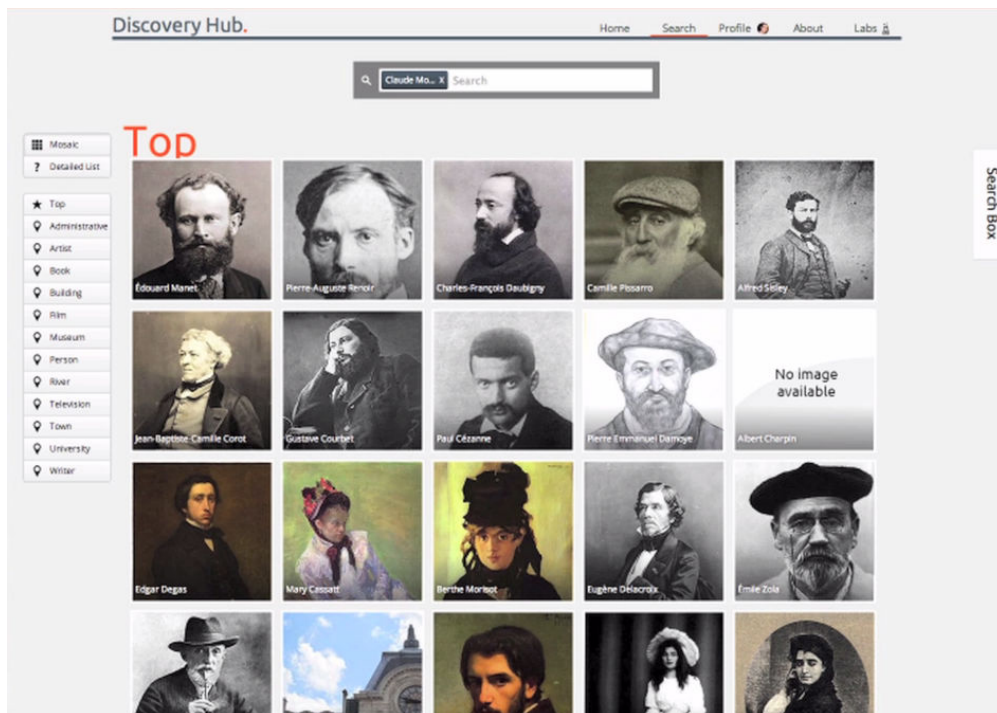 Discovery Hub.
Home Search Profile About Labs
Claude Mo... X Search
Mosaic
Detailed List
Top
Administrative
Artist
Book
Building
Film
Museum
Person
River
Television
Town
University
Writer
Top
Édouard Manet
Pierre-Auguste Renoir
Charles-François Daubigny
Camille Pissarro
Alfred Sisley
Jean-Baptiste-Camille Corot
Gustave Courbet
Paul Cézanne
Pierre Emmanuel Damoye
No image
available
Albert Charpin
Edgar Degas
Mary Cassatt
Berthe Morisot
Eugène Delacroix
Émile Zola
Search Box